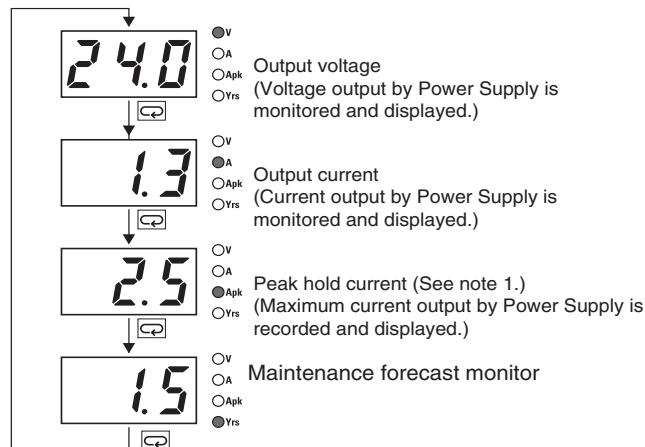 24.0
V
A
Apk
Yrs
Output voltage
(Voltage output by Power Supply is
monitored and displayed.)
1.3
V
A
Apk
Yrs
Output current
(Current output by Power Supply is
monitored and displayed.)
2.5
V
A
Apk
Yrs
Peak hold current (See note 1.)
(Maximum current output by Power Supply is
recorded and displayed.)
1.5
V
A
Apk
Yrs
Maintenance forecast monitor